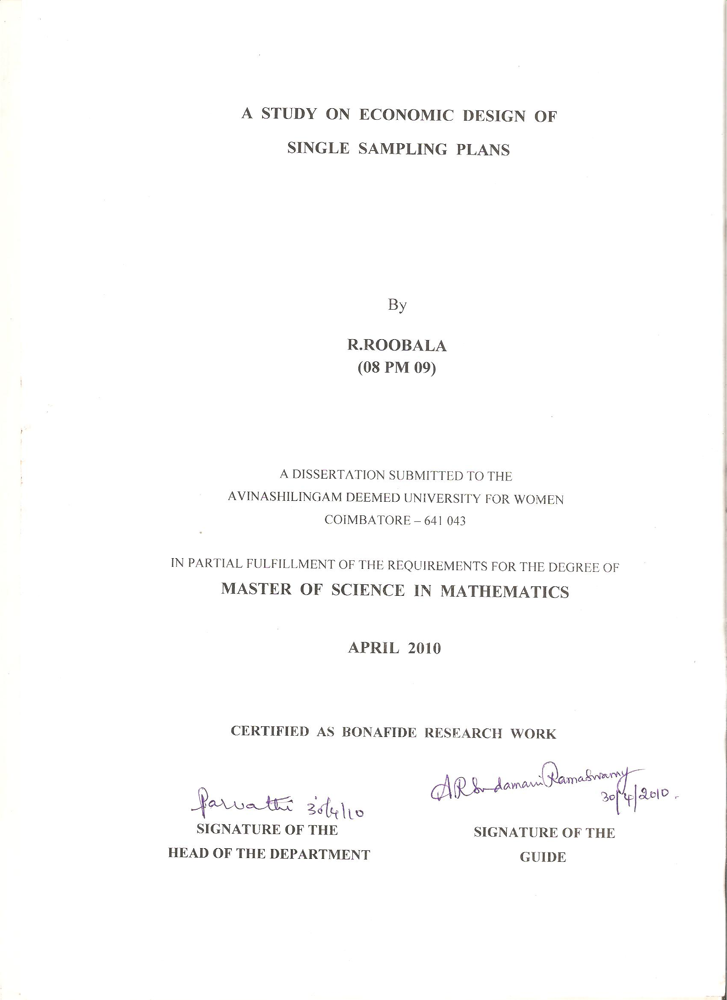 A STUDY ON ECONOMIC DESIGN OF
SINGLE SAMPLING PLANS
By
R.ROOBALA
(08 PM 09)
A DISSERTATION SUBMITTED TO THE
AVINASHILINGAM DEEMED UNIVERSITY FOR WOMEN
COIMBATORE – 641 043
IN PARTIAL FULFILLMENT OF THE REQUIREMENTS FOR THE DEGREE OF
MASTER OF SCIENCE IN MATHEMATICS
APRIL 2010
CERTIFIED AS BONAFIDE RESEARCH WORK
Parvathi 30/4/10
SIGNATURE OF THE
HEAD OF THE DEPARTMENT
Ramaswamy
30/4/2010.
SIGNATURE OF THE
GUIDE